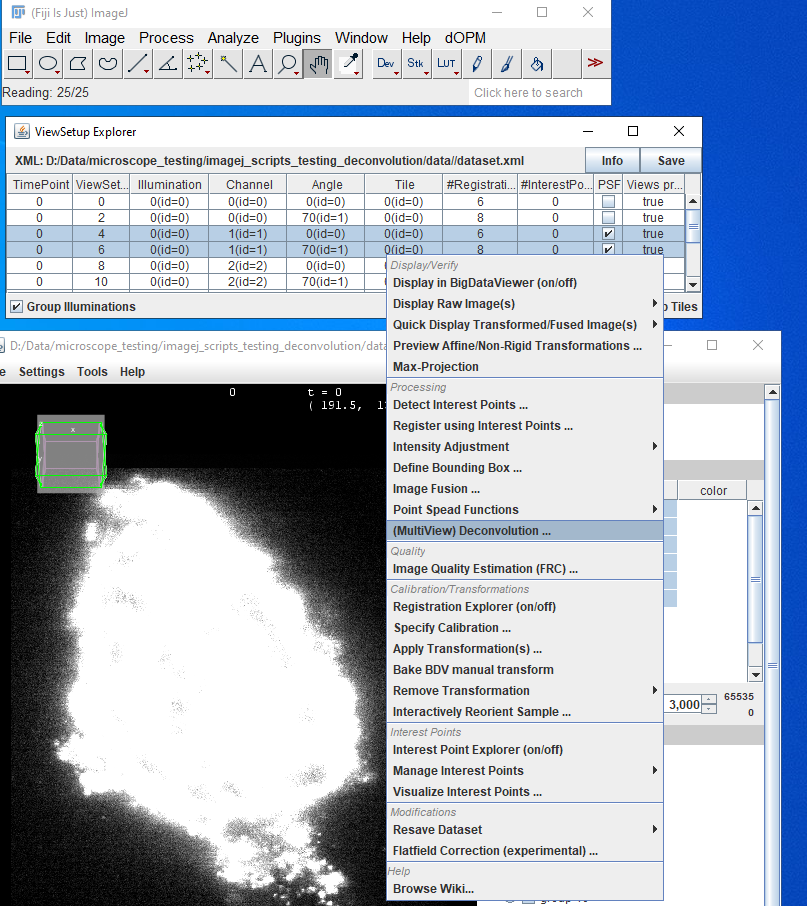 (Fiji Is Just) ImageJ
File Edit Image Process Analyze Plugins Window Help dOPM
Dev Stk LUT >>
Reading: 25/25 Click here to search
ViewSetup Explorer
XML: D:/Data/microscope_testing/imagej_scripts_testing_deconvolution/data//dataset.xml Info Save
TimePoint ViewSet... Illumination Channel Angle Tile #Registrati... #InterestPo... PSF Views pr...
0 0 0(id=0) 0(id=0) 0(id=0) 0(id=0) 6 0 true
0 2 0(id=0) 0(id=0) 70(id=1) 0(id=0) 8 0 true
0 4 0(id=0) 1(id=1) 0(id=0) 0(id=0) 6 0 true
0 6 0(id=0) 1(id=1) 70(id=1) 0(id=0) 8 0 true
0 8 0(id=0) 2(id=2) 0(id=0)
0 10 0(id=0) 2(id=2) 70(id=1)
Group Illuminations Tiles
D:/Data/microscope_testing/imagej_scripts_testing_deconvolution/data
Settings Tools Help
0 t = 0
( 191.5,
x
Display/Verify
Display in BigDataViewer (on/off)
Display Raw Image(s)
Quick Display Transformed/Fused Image(s)
Preview Affine/Non-Rigid Transformations ...
Max-Projection
Processing
Detect Interest Points ...
Register using Interest Points ...
Intensity Adjustment
Define Bounding Box ...
Image Fusion ...
Point Spead Functions
(MultiView) Deconvolution ...
Quality
Image Quality Estimation (FRC) ...
Calibration/Transformations
Registration Explorer (on/off)
Specify Calibration ...
Apply Transformation(s) ...
Bake BDV manual transform
Remove Transformation
Interactively Reorient Sample ...
Interest Points
Interest Point Explorer (on/off)
Manage Interest Points
Visualize Interest Points ...
Modifications
Resave Dataset
Flatfield Correction (experimental) ...
Help
Browse Wiki...
color
65535
3,000
0